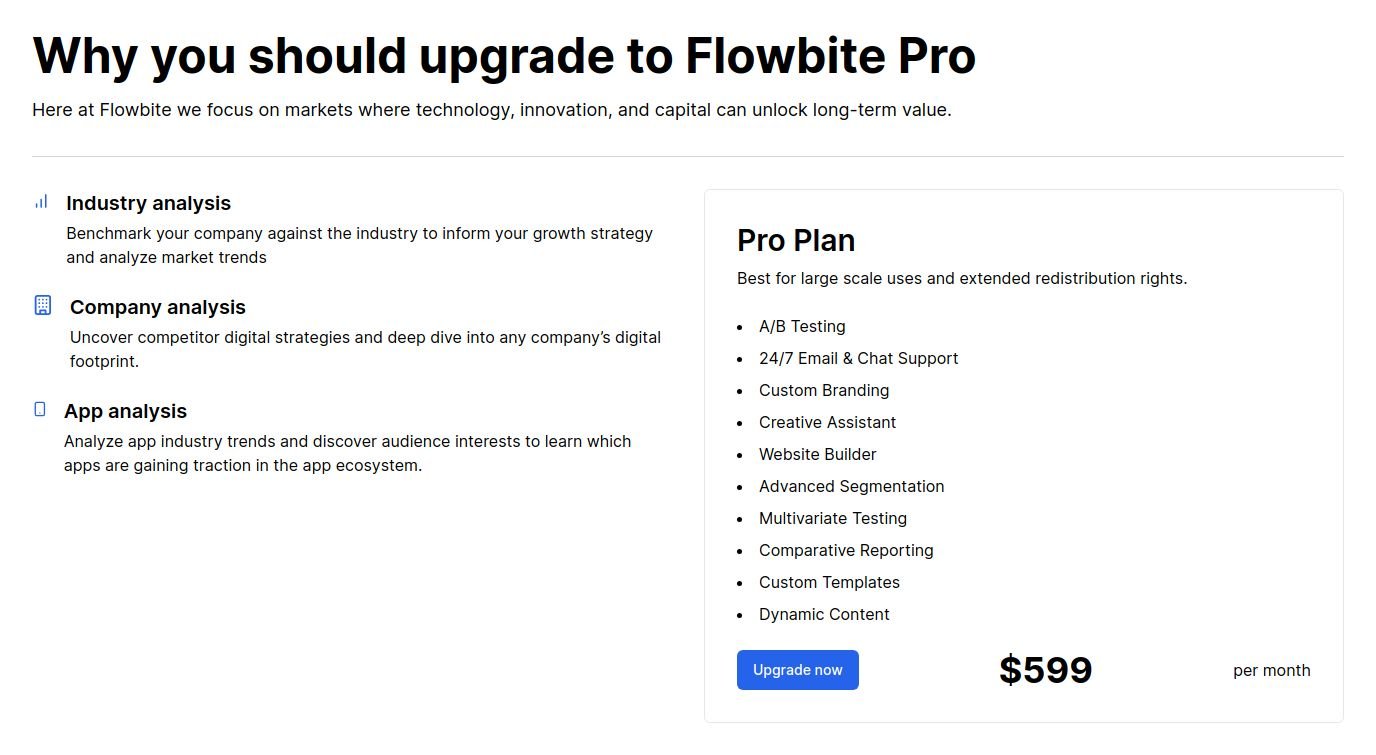 Why you should upgrade to Flowbite Pro
Here at Flowbite we focus on markets where technology, innovation, and capital can unlock long-term value.
Industry analysis
Benchmark your company against the industry to inform your growth strategy
and analyze market trends
Company analysis
Uncover competitor digital strategies and deep dive into any company’s digital
footprint.
App analysis
Analyze app industry trends and discover audience interests to learn which
apps are gaining traction in the app ecosystem.
Pro Plan
Best for large scale uses and extended redistribution rights.
A/B Testing
24/7 Email & Chat Support
Custom Branding
Creative Assistant
Website Builder
Advanced Segmentation
Multivariate Testing
Comparative Reporting
Custom Templates
Dynamic Content
Upgrade now $599 per month